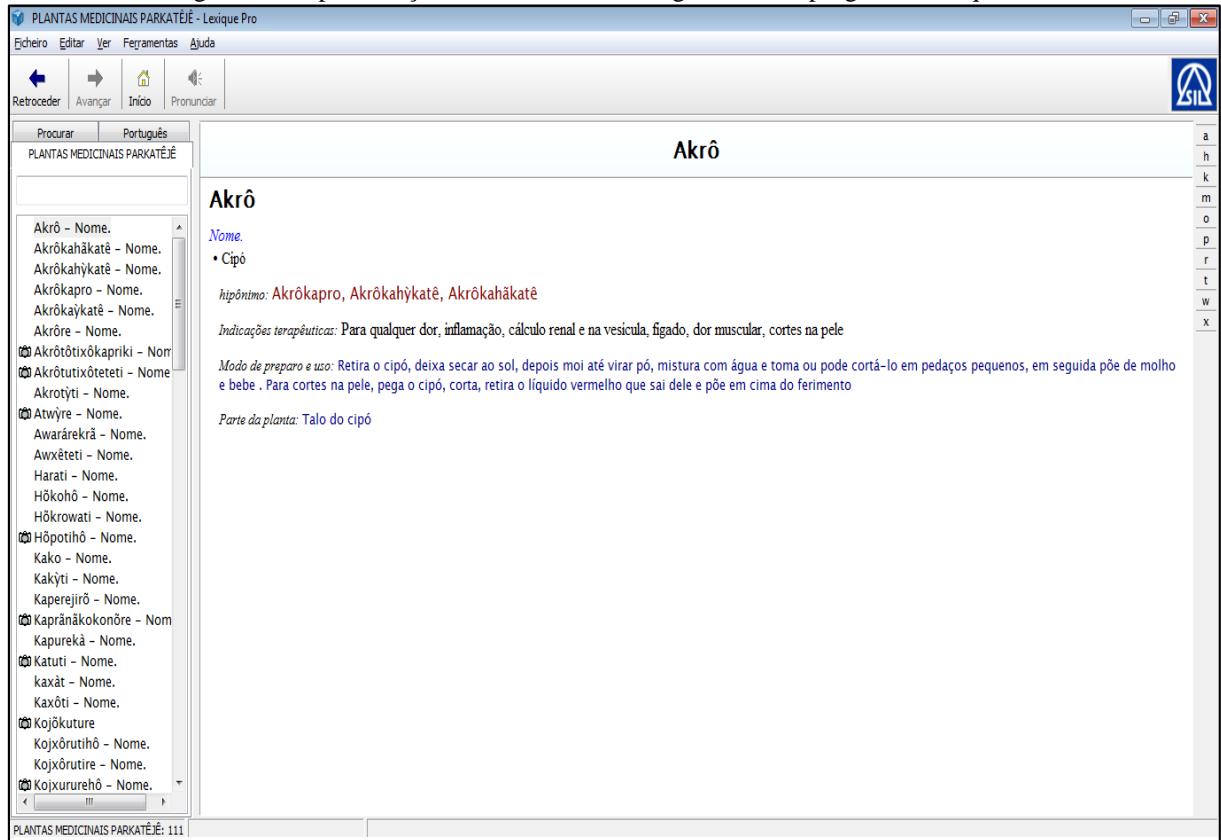 PLANTAS MEDICINAIS PARKATÊJÊ - Lexique Pro
Ficheiro Editar Ver Ferramentas Ajuda
Retroceder Avançar Início Pronunciar
SIL
Procurar Português
PLANTAS MEDICINAIS PARKATÊJÊ
Akrô – Nome.
Akrôkahãkatê – Nome.
Akrôkahỳkatê – Nome.
Akrôkapro – Nome.
Akrôkaỳkatê – Nome.
Akrôre – Nome.
Akrôtôtixôkapriki – Nom
Akrôtutixôteteti – Nome
Akrotỳti – Nome.
Atwỳre – Nome.
Awarárekrã – Nome.
Awxêteti – Nome.
Harati – Nome.
Hõkohô – Nome.
Hõkrowati – Nome.
Hõpotihô – Nome.
Kako – Nome.
Kakỳti – Nome.
Kaperejirõ – Nome.
Kaprãnãkokonõre – Nom
Kapurekà – Nome.
Katuti – Nome.
kaxàt – Nome.
Kaxôti – Nome.
Kojõkuture
Kojxôrutihô – Nome.
Kojxôrutire – Nome.
Kojxururehô – Nome.
Akrô
Akrô
Nome.
• Cipó
hipônimo: Akrôkapro, Akrôkahỳkatê, Akrôkahãkatê
Indicações terapêuticas: Para qualquer dor, inflamação, cálculo renal e na vesícula, fígado, dor muscular, cortes na pele
Modo de preparo e uso: Retira o cipó, deixa secar ao sol, depois moi até virar pó, mistura com água e toma ou pode cortá-lo em pedaços pequenos, em seguida põe de molho
e bebe . Para cortes na pele, pega o cipó, corta, retira o líquido vermelho que sai dele e põe em cima do ferimento
Parte da planta: Talo do cipó
a
h
k
m
o
p
r
t
w
x
PLANTAS MEDICINAIS PARKATÊJÊ: 111